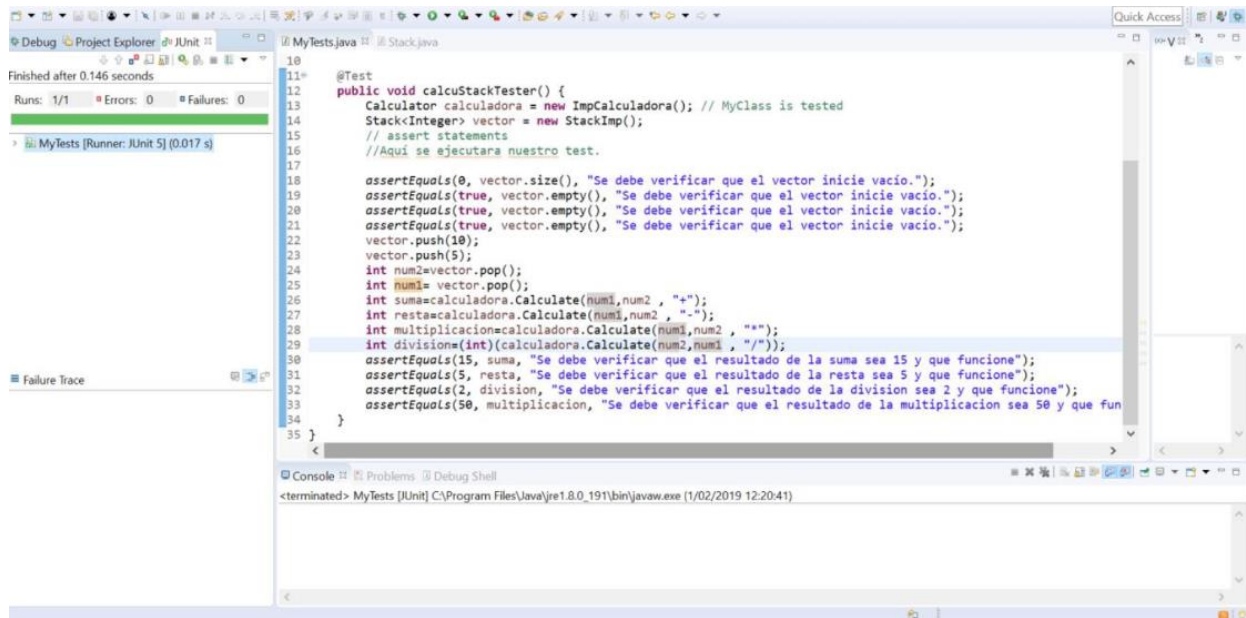 Quick Access
Debug Project Explorer JUnit
Finished after 0.146 seconds
Runs: 1/1 Errors: 0 Failures: 0
MyTests [Runner: JUnit 5] (0.017 s)
Failure Trace
MyTests.java Stack.java
10
11 @Test
12 public void calcuStackTester() {
13 Calculator calculadora = new ImpCalculadora(); // MyClass is tested
14 Stack<Integer> vector = new StackImp();
15 // assert statements
16 //Aqui se ejecutara nuestro test.
17
18 assertEquals(0, vector.size(), "Se debe verificar que el vector inicie vacío.");
19 assertEquals(true, vector.empty(), "Se debe verificar que el vector inicie vacío.");
20 assertEquals(true, vector.empty(), "Se debe verificar que el vector inicie vacío.");
21 assertEquals(true, vector.empty(), "Se debe verificar que el vector inicie vacío.");
22 vector.push(10);
23 vector.push(5);
24 int num2=vector.pop();
25 int num1= vector.pop();
26 int suma=calculadora.Calculate(num1,num2 , "+");
27 int resta=calculadora.Calculate(num1,num2 , "-");
28 int multiplicacion=calculadora.Calculate(num1,num2 , "*");
29 int division=(int)(calculadora.Calculate(num2,num1 , "/"));
30 assertEquals(15, suma, "Se debe verificar que el resultado de la suma sea 15 y que funcione");
31 assertEquals(5, resta, "Se debe verificar que el resultado de la resta sea 5 y que funcione");
32 assertEquals(2, division, "Se debe verificar que el resultado de la division sea 2 y que funcione");
33 assertEquals(50, multiplicacion, "Se debe verificar que el resultado de la multiplicacion sea 50 y que fun
34 }
35 }
Console Problems Debug Shell
<terminated> MyTests [JUnit] C:\Program Files\Java\jre1.8.0_191\bin\javaw.exe (1/02/2019 12:20:41)